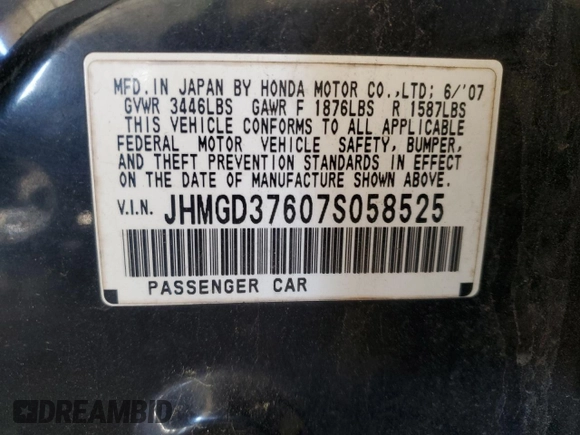 MFD. IN JAPAN BY HONDA MOTOR CO.,LTD; 6/'07
GVWR 3446LBS GAWR F 1876LBS R 1587LBS
THIS VEHICLE CONFORMS TO ALL APPLICABLE
FEDERAL MOTOR VEHICLE SAFETY, BUMPER,
AND THEFT PREVENTION STANDARDS IN EFFECT
ON THE DATE OF MANUFACTURE SHOWN ABOVE.
V.I.N. JHMGD37607S058525
PASSENGER CAR
DREAMBID